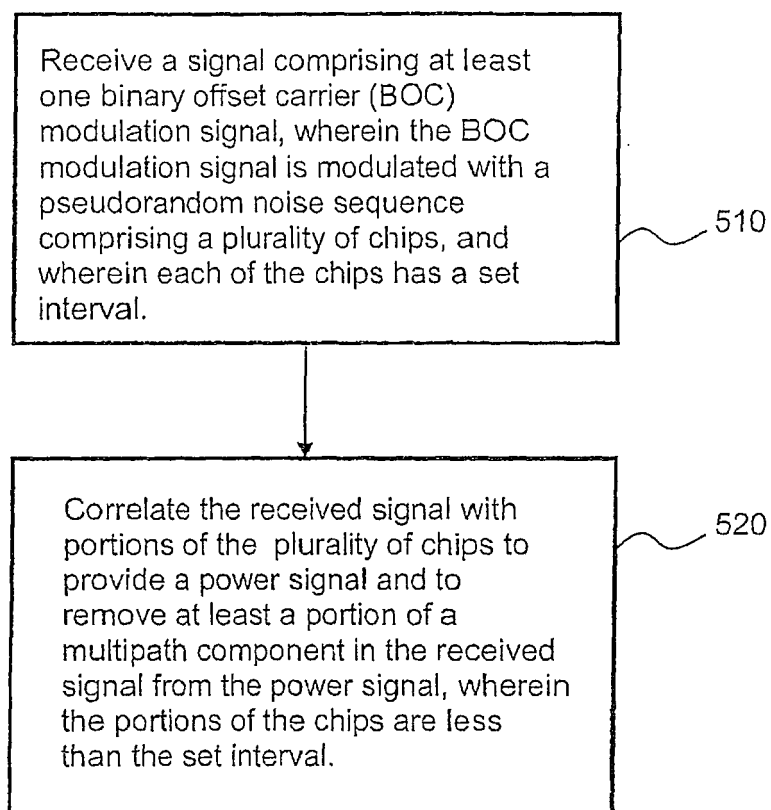 Receive a signal comprising at least
one binary offset carrier (BOC)
modulation signal, wherein the BOC
modulation signal is modulated with a
pseudorandom noise sequence
comprising a plurality of chips, and
wherein each of the chips has a set
interval.
510
Correlate the received signal with
portions of the plurality of chips to
provide a power signal and to
remove at least a portion of a
multipath component in the received
signal from the power signal, wherein
the portions of the chips are less
than the set interval.
520